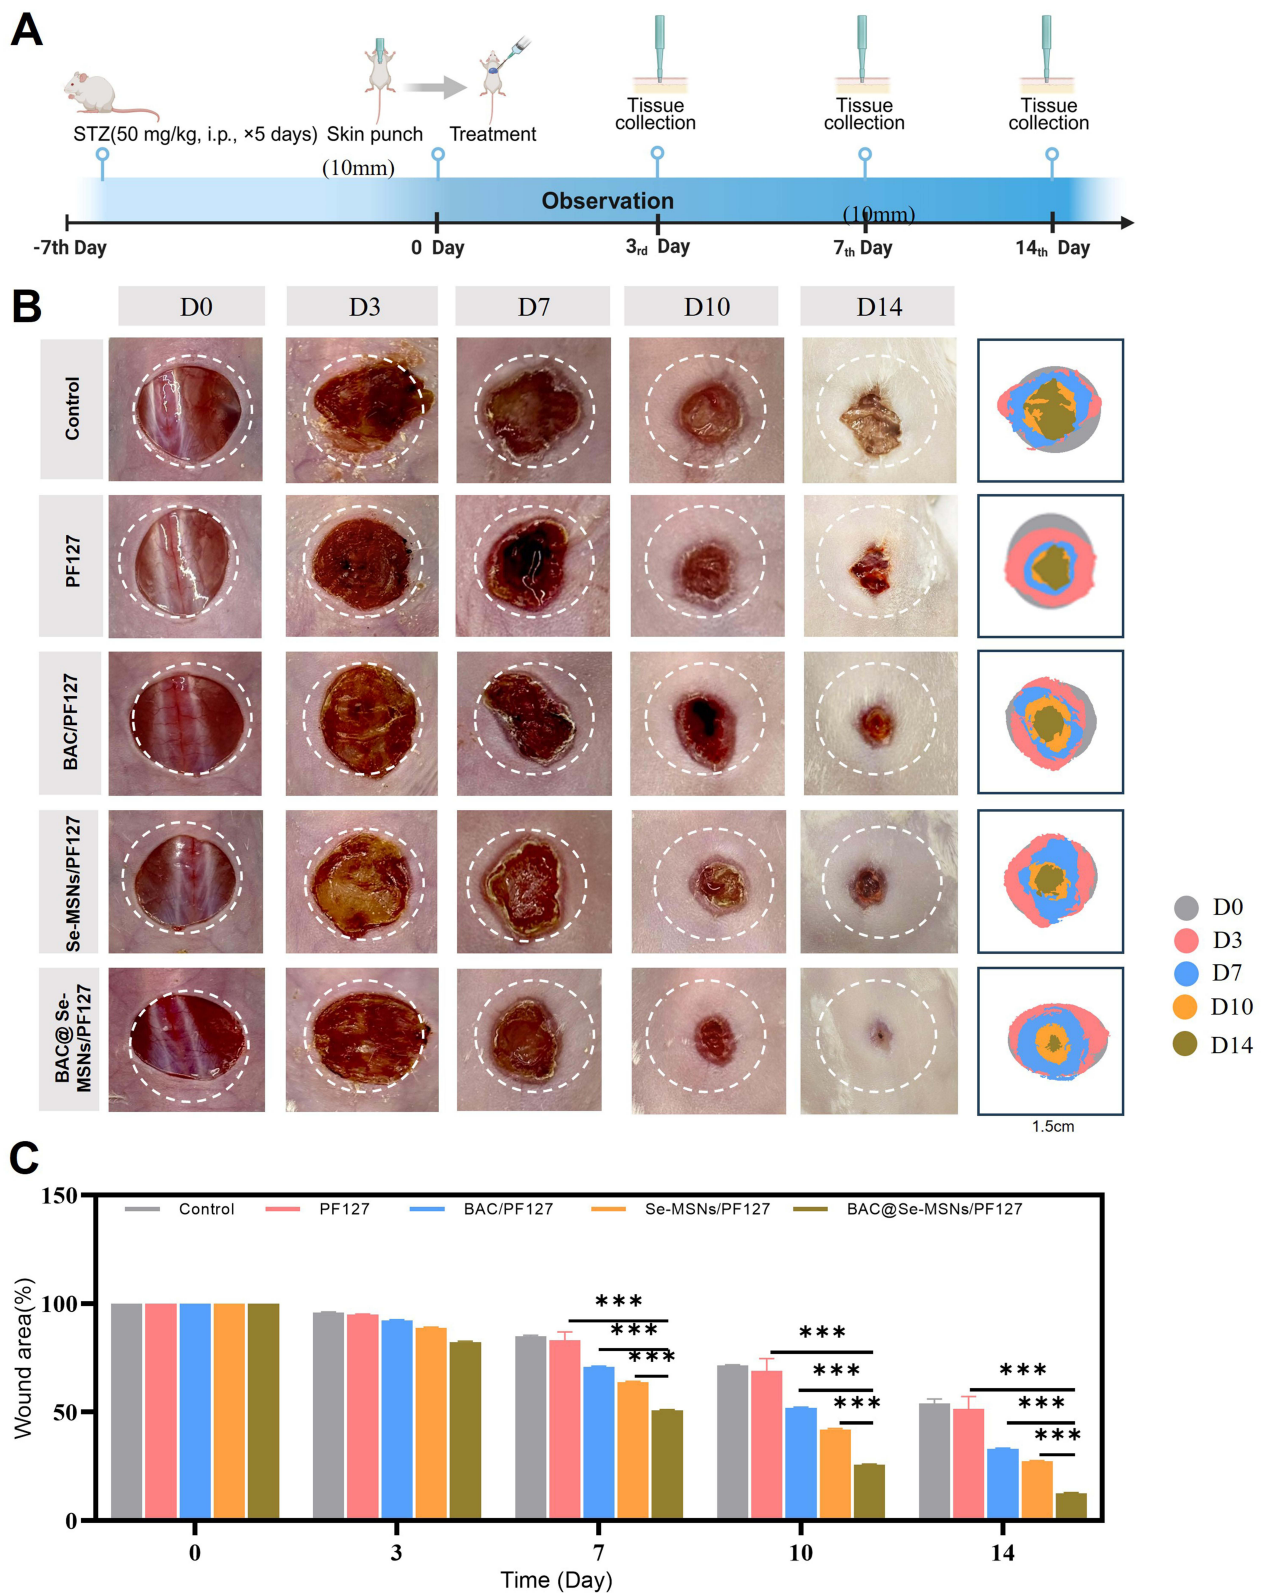 A
Tissue
collection
Tissue
collection
Tissue
collection
STZ(50 mg/kg, i.p., ×5 days)
Skin punch
Treatment
(10mm)
Observation
(10mm)
-7th Day
0 Day
3rd Day
7th Day
14th Day
B
D0
D3
D7
D10
D14
Control
PF127
BAC/PF127
Se-MSNs/PF127
BAC@ Se-
MSNs/PF127
D0
D3
D7
D10
D14
1.5cm
C
150
Control
PF127
BAC/PF127
Se-MSNs/PF127
BAC@Se-MSNs/PF127
Wound area(%)
100
50
0
***
***
***
***
***
***
***
***
***
0
3
7
10
14
Time (Day)